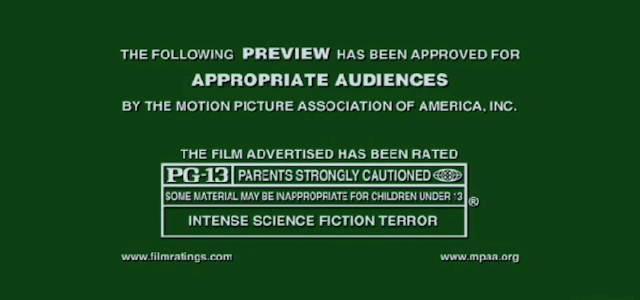 THE FOLLOWING PREVIEW HAS BEEN APPROVED FOR
APPROPRIATE AUDIENCES
BY THE MOTION PICTURE ASSOCIATION OF AMERICA, INC.
THE FILM ADVERTISED HAS BEEN RATED
PG-13 PARENTS STRONGLY CAUTIONED
SOME MATERIAL MAY BE INAPPROPRIATE FOR CHILDREN UNDER 13 ®
INTENSE SCIENCE FICTION TERROR
www.filmratings.com www.mpaa.org